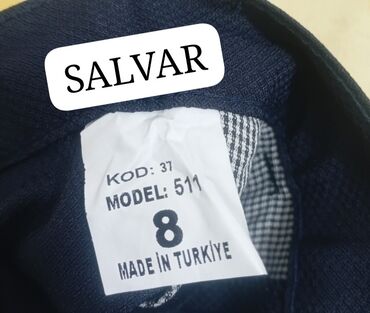 SALVAR
KOD: 37
MODEL: 511
8
MADE İN TURKİYE